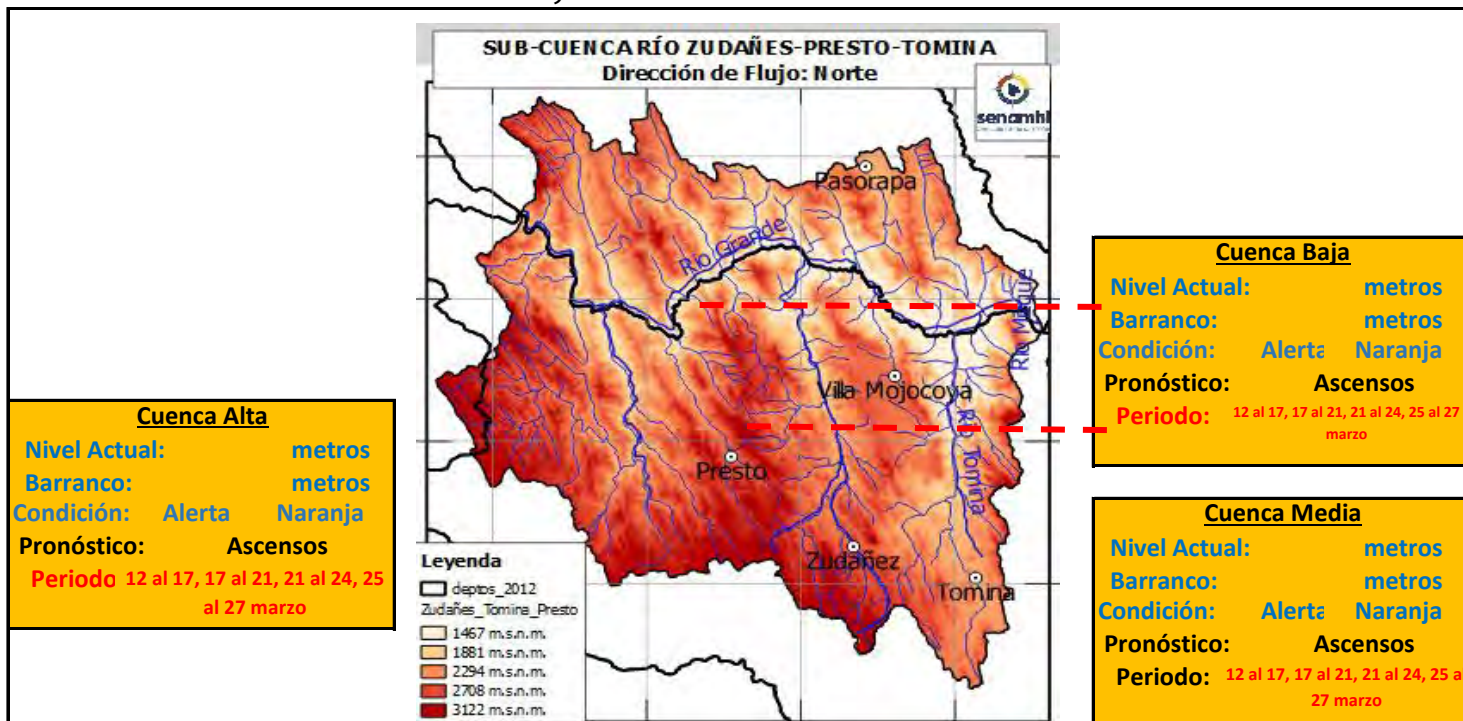 SUB-CUENCA RÍO ZUDAÑES-PRESTO-TOMINA
Dirección de Flujo: Norte
senamhi
Pasorapa
Río Grande
Río Mizque
Villa Mojocoya
Río Tomina
Presto
Zudañez
Tomina
Cuenca Alta
Nivel Actual: metros
Barranco: metros
Condición: Alerta Naranja
Pronóstico: Ascensos
Periodo 12 al 17, 17 al 21, 21 al 24, 25
al 27 marzo
Leyenda
deptos_2012
Zudañes_Tomina_Presto
1467 m.s.n.m.
1881 m.s.n.m.
2294 m.s.n.m.
2708 m.s.n.m.
3122 m.s.n.m.
Cuenca Baja
Nivel Actual: metros
Barranco: metros
Condición: Alerta Naranja
Pronóstico: Ascensos
Periodo: 12 al 17, 17 al 21, 21 al 24, 25 al 27
marzo
Cuenca Media
Nivel Actual: metros
Barranco: metros
Condición: Alerta Naranja
Pronóstico: Ascensos
Periodo: 12 al 17, 17 al 21, 21 al 24, 25 a
27 marzo